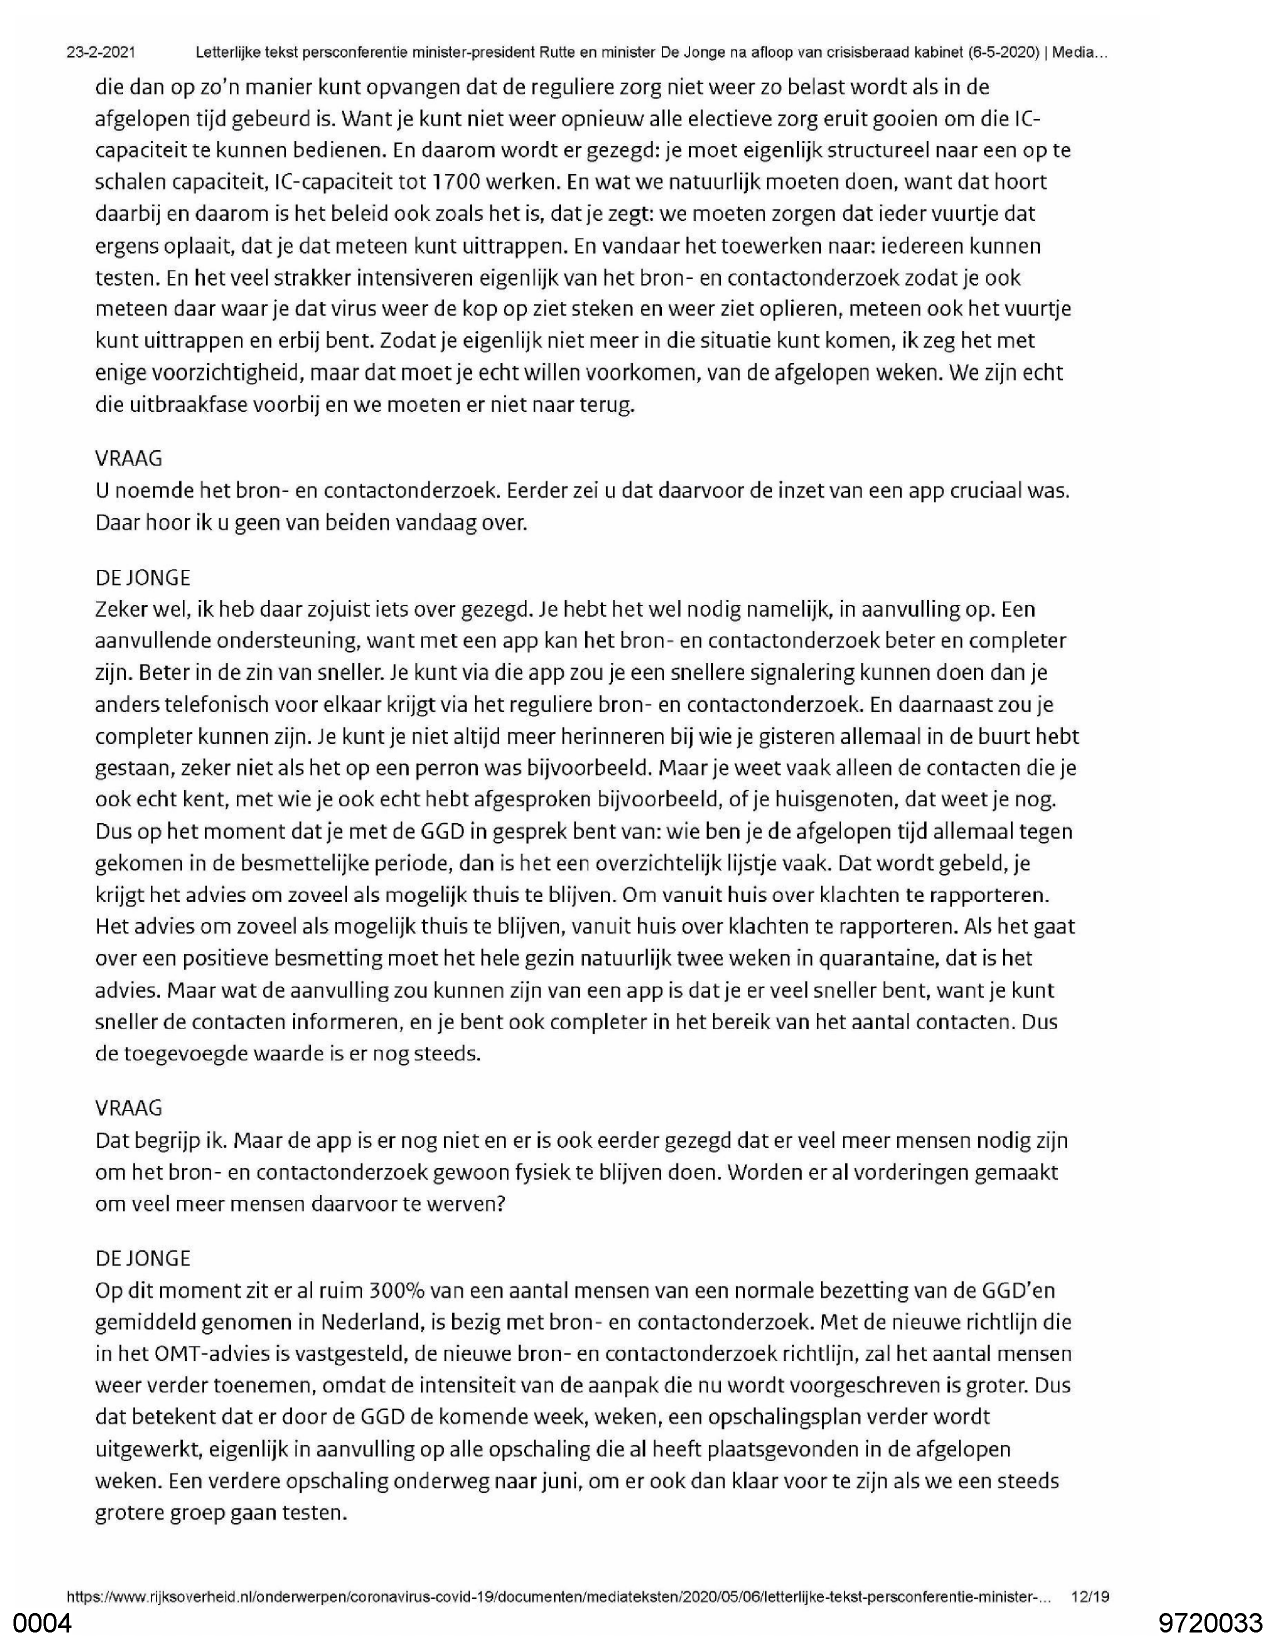 23-2-2021 Letterlijke tekst persconferentie minister-president Rutte en minister De Jonge na afloop van crisisberaad kabinet (6-5-2020) | Media...
die dan op zo'n manier kunt opvangen dat de reguliere zorg niet weer zo belast wordt als in de
afgelopen tijd gebeurd is. Want je kunt niet weer opnieuw alle electieve zorg eruit gooien om die IC-
capaciteit te kunnen bedienen. En daarom wordt er gezegd: je moet eigenlijk structureel naar een op te
schalen capaciteit, IC-capaciteit tot 1700 werken. En wat we natuurlijk moeten doen, want dat hoort
daarbij en daarom is het beleid ook zoals het is, dat je zegt: we moeten zorgen dat ieder vuurtje dat
ergens oplaait, dat je dat meteen kunt uittrappen. En vandaar het toewerken naar: iedereen kunnen
testen. En het veel strakker intensiveren eigenlijk van het bron- en contactonderzoek zodat je ook
meteen daar waar je dat virus weer de kop op ziet steken en weer ziet oplieren, meteen ook het vuurtje
kunt uittrappen en erbij bent. Zodat je eigenlijk niet meer in die situatie kunt komen, ik zeg het met
enige voorzichtigheid, maar dat moet je echt willen voorkomen, van de afgelopen weken. We zijn echt
die uitbraakfase voorbij en we moeten er niet naar terug.
VRAAG
U noemde het bron- en contactonderzoek. Eerder zei u dat daarvoor de inzet van een app cruciaal was.
Daar hoor ik u geen van beiden vandaag over.
DE JONGE
Zeker wel, ik heb daar zojuist iets over gezegd. Je hebt het wel nodig namelijk, in aanvulling op. Een
aanvullende ondersteuning, want met een app kan het bron- en contactonderzoek beter en completer
zijn. Beter in de zin van sneller. Je kunt via die app zou je een snellere signalering kunnen doen dan je
anders telefonisch voor elkaar krijgt via het reguliere bron- en contactonderzoek. En daarnaast zou je
completer kunnen zijn. Je kunt je niet altijd meer herinneren bij wie je gisteren allemaal in de buurt hebt
gestaan, zeker niet als het op een perron was bijvoorbeeld. Maar je weet vaak alleen de contacten die je
ook echt kent, met wie je ook echt hebt afgesproken bijvoorbeeld, of je huisgenoten, dat weet je nog.
Dus op het moment dat je met de GGD in gesprek bent van: wie ben je de afgelopen tijd allemaal tegen
gekomen in de besmettelijke periode, dan is het een overzichtelijk lijstje vaak. Dat wordt gebeld, je
krijgt het advies om zoveel als mogelijk thuis te blijven. Om vanuit huis over klachten te rapporteren.
Het advies om zoveel als mogelijk thuis te blijven, vanuit huis over klachten te rapporteren. Als het gaat
over een positieve besmetting moet het hele gezin natuurlijk twee weken in quarantaine, dat is het
advies. Maar wat de aanvulling zou kunnen zijn van een app is dat je er veel sneller bent, want je kunt
sneller de contacten informeren, en je bent ook completer in het bereik van het aantal contacten. Dus
de toegevoegde waarde is er nog steeds.
VRAAG
Dat begrijp ik. Maar de app is er nog niet en er is ook eerder gezegd dat er veel meer mensen nodig zijn
om het bron- en contactonderzoek gewoon fysiek te blijven doen. Worden er al vorderingen gemaakt
om veel meer mensen daarvoor te werven?
DE JONGE
Op dit moment zit er al ruim 300% van een aantal mensen van een normale bezetting van de GGD'en
gemiddeld genomen in Nederland, is bezig met bron- en contactonderzoek. Met de nieuwe richtlijn die
in het OMT-advies is vastgesteld, de nieuwe bron- en contactonderzoek richtlijn, zal het aantal mensen
weer verder toenemen, omdat de intensiteit van de aanpak die nu wordt voorgeschreven is groter. Dus
dat betekent dat er door de GGD de komende week, weken, een opschalingsplan verder wordt
uitgewerkt, eigenlijk in aanvulling op alle opschaling die al heeft plaatsgevonden in de afgelopen
weken. Een verdere opschaling onderweg naar juni, om er ook dan klaar voor te zijn als we een steeds
grotere groep gaan testen.
https://www.rijksoverheid.nl/onderwerpen/coronavirus-covid-19/documenten/mediateksten/2020/05/06/letterlijke-tekst-persconferentie-minister-... 12/19
0004 9720033